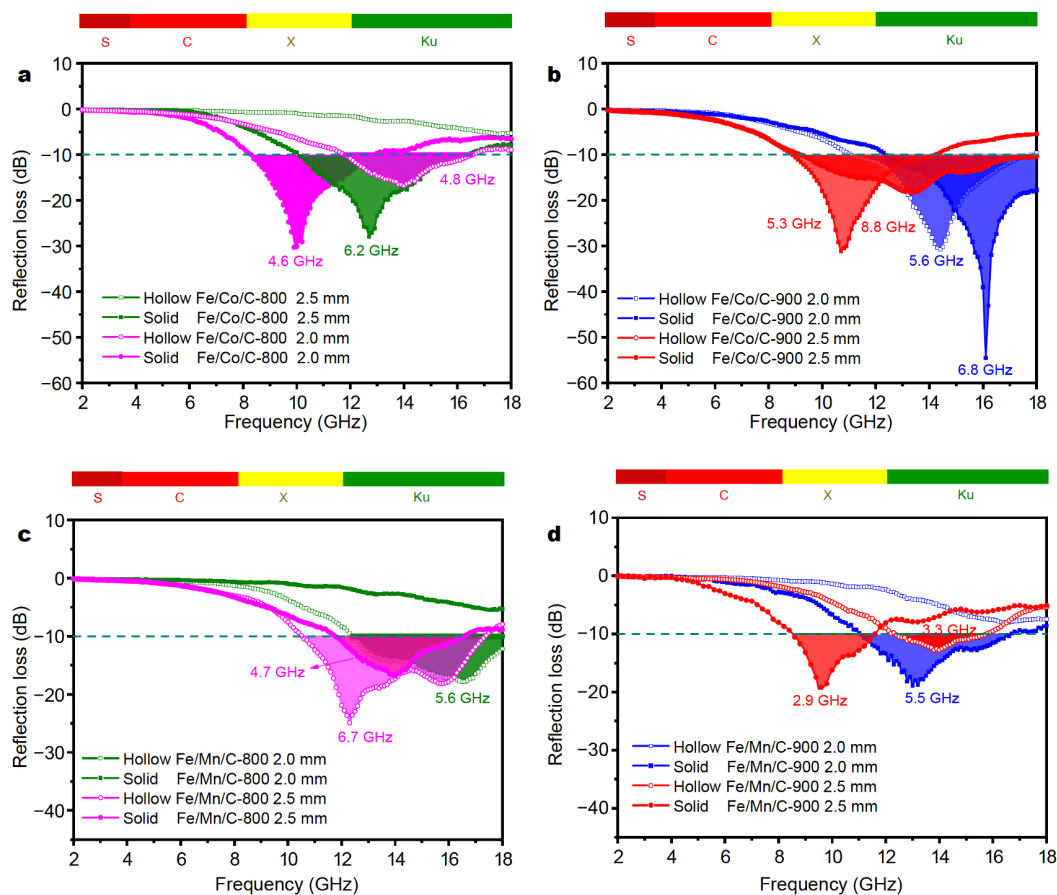 S C X Ku
a
10
0
−10
−20
−30
−40
−50
−60
Reflection loss (dB)
4.8 GHz
6.2 GHz
4.6 GHz
Hollow Fe/Co/C-800 2.5 mm
Solid Fe/Co/C-800 2.5 mm
Hollow Fe/Co/C-800 2.0 mm
Solid Fe/Co/C-800 2.0 mm
2 4 6 8 10 12 14 16 18
Frequency (GHz)
S C X Ku
b
10
0
−10
−20
−30
−40
−50
−60
Reflection loss (dB)
5.3 GHz 8.8 GHz
5.6 GHz
6.8 GHz
Hollow Fe/Co/C-900 2.0 mm
Solid Fe/Co/C-900 2.0 mm
Hollow Fe/Co/C-900 2.5 mm
Solid Fe/Co/C-900 2.5 mm
2 4 6 8 10 12 14 16 18
Frequency (GHz)
S C X Ku
c
10
0
−10
−20
−30
−40
Reflection loss (dB)
4.7 GHz
5.6 GHz
6.7 GHz
Hollow Fe/Mn/C-800 2.0 mm
Solid Fe/Mn/C-800 2.0 mm
Hollow Fe/Mn/C-800 2.5 mm
Solid Fe/Mn/C-800 2.5 mm
2 4 6 8 10 12 14 16 18
Frequency (GHz)
S C X Ku
d
10
0
−10
−20
−30
−40
Reflection loss (dB)
3.3 GHz
2.9 GHz
5.5 GHz
Hollow Fe/Mn/C-900 2.0 mm
Solid Fe/Mn/C-900 2.0 mm
Hollow Fe/Mn/C-900 2.5 mm
Solid Fe/Mn/C-900 2.5 mm
2 4 6 8 10 12 14 16 18
Frequency (GHz)